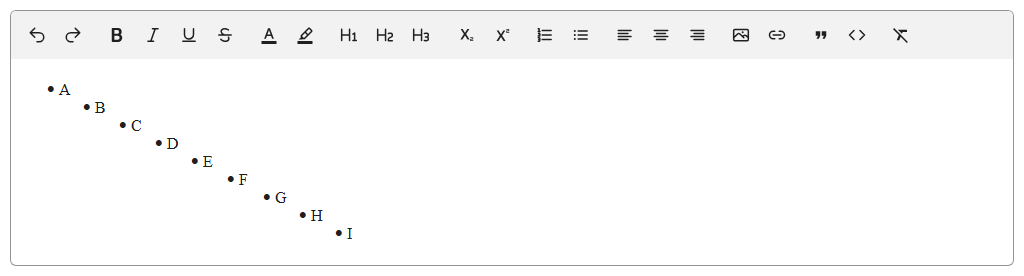 B I U S A H1 H2 H3 X₂ X²
• A
• B
• C
• D
• E
• F
• G
• H
• I